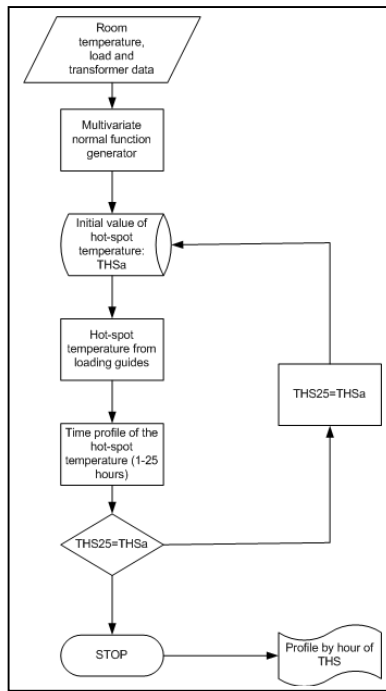 Room
temperature,
load and
transformer data
Multivariate
normal function
generator
Initial value of
hot-spot
temperature:
THSa
Hot-spot
temperature from
loading guides
THS25=THSa
Time profile of the
hot-spot
temperature (1-25
hours)
THS25=THSa
STOP
Profile by hour of
THS